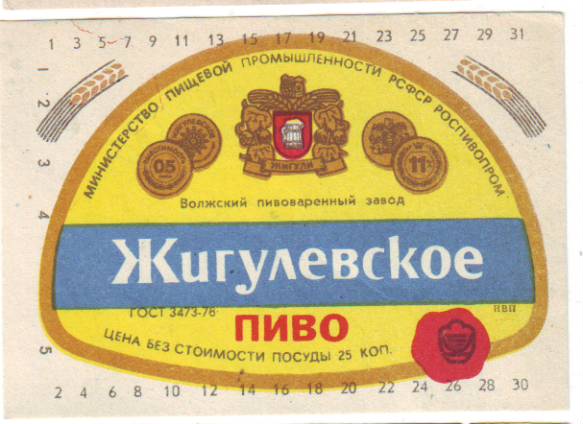 1 3 5 7 9 11 13 15 17 19 21 23 25 27 29 31
1
2
3
4
5
МИНИСТЕРСТВО ПИЩЕВОЙ ПРОМЫШЛЕННОСТИ РСФСР РОСПИВОПРОМ
0,5
11%
ЖИГУЛИ
Волжский пивоваренный завод
Жигулевское
ГОСТ 3473-78
НВП
ПИВО
ЦЕНА БЕЗ СТОИМОСТИ ПОСУДЫ 25 КОП.
2 4 6 8 10 12 14 16 18 20 22 24 26 28 30